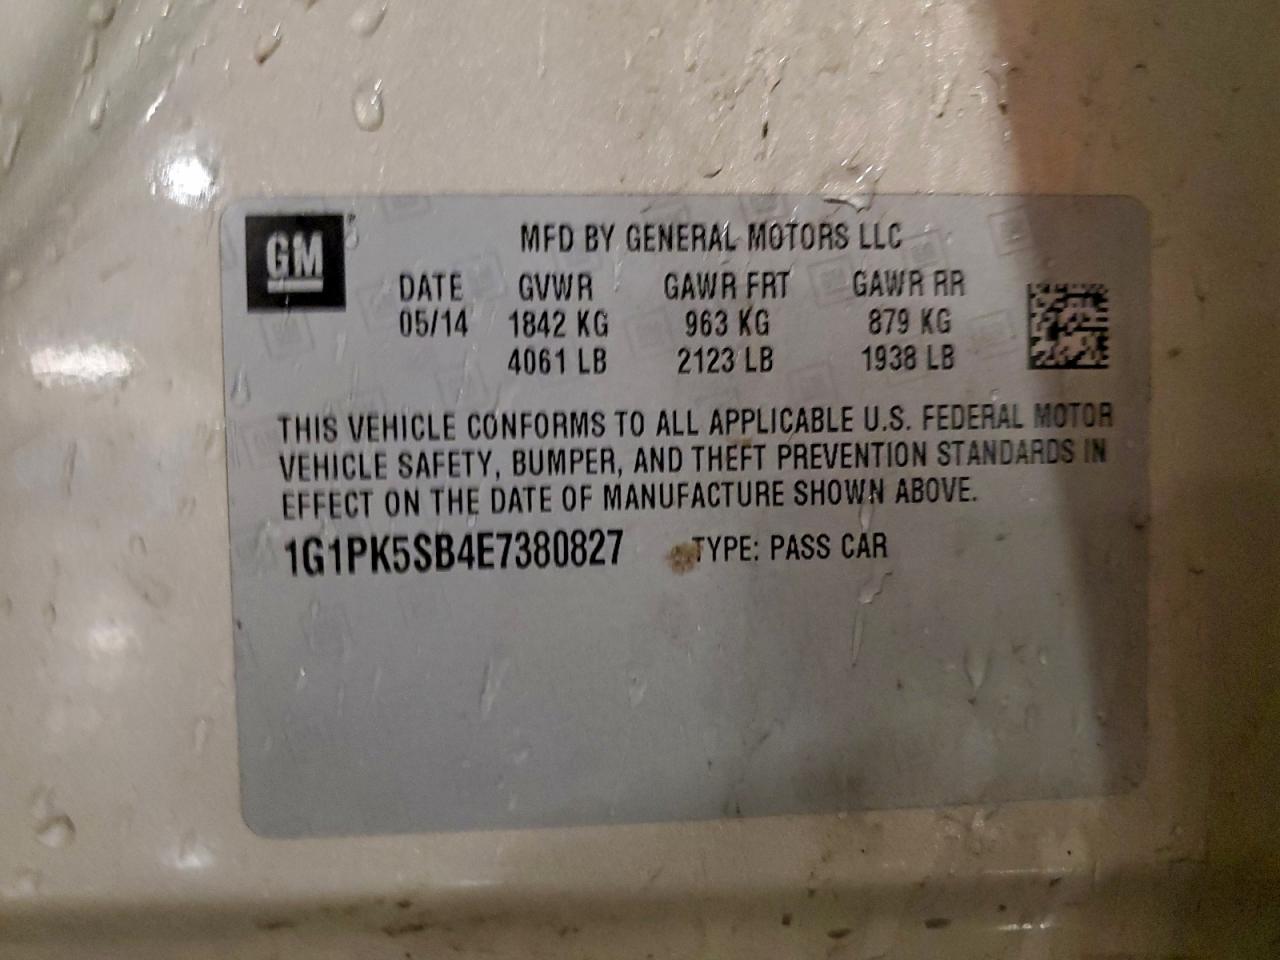 GM
MFD BY GENERAL MOTORS LLC
DATE GVWR GAWR FRT GAWR RR
05/14 1842 KG 963 KG 879 KG
4061 LB 2123 LB 1938 LB
THIS VEHICLE CONFORMS TO ALL APPLICABLE U.S. FEDERAL MOTOR
VEHICLE SAFETY, BUMPER, AND THEFT PREVENTION STANDARDS IN
EFFECT ON THE DATE OF MANUFACTURE SHOWN ABOVE.
1G1PK5SB4E7380827 TYPE: PASS CAR